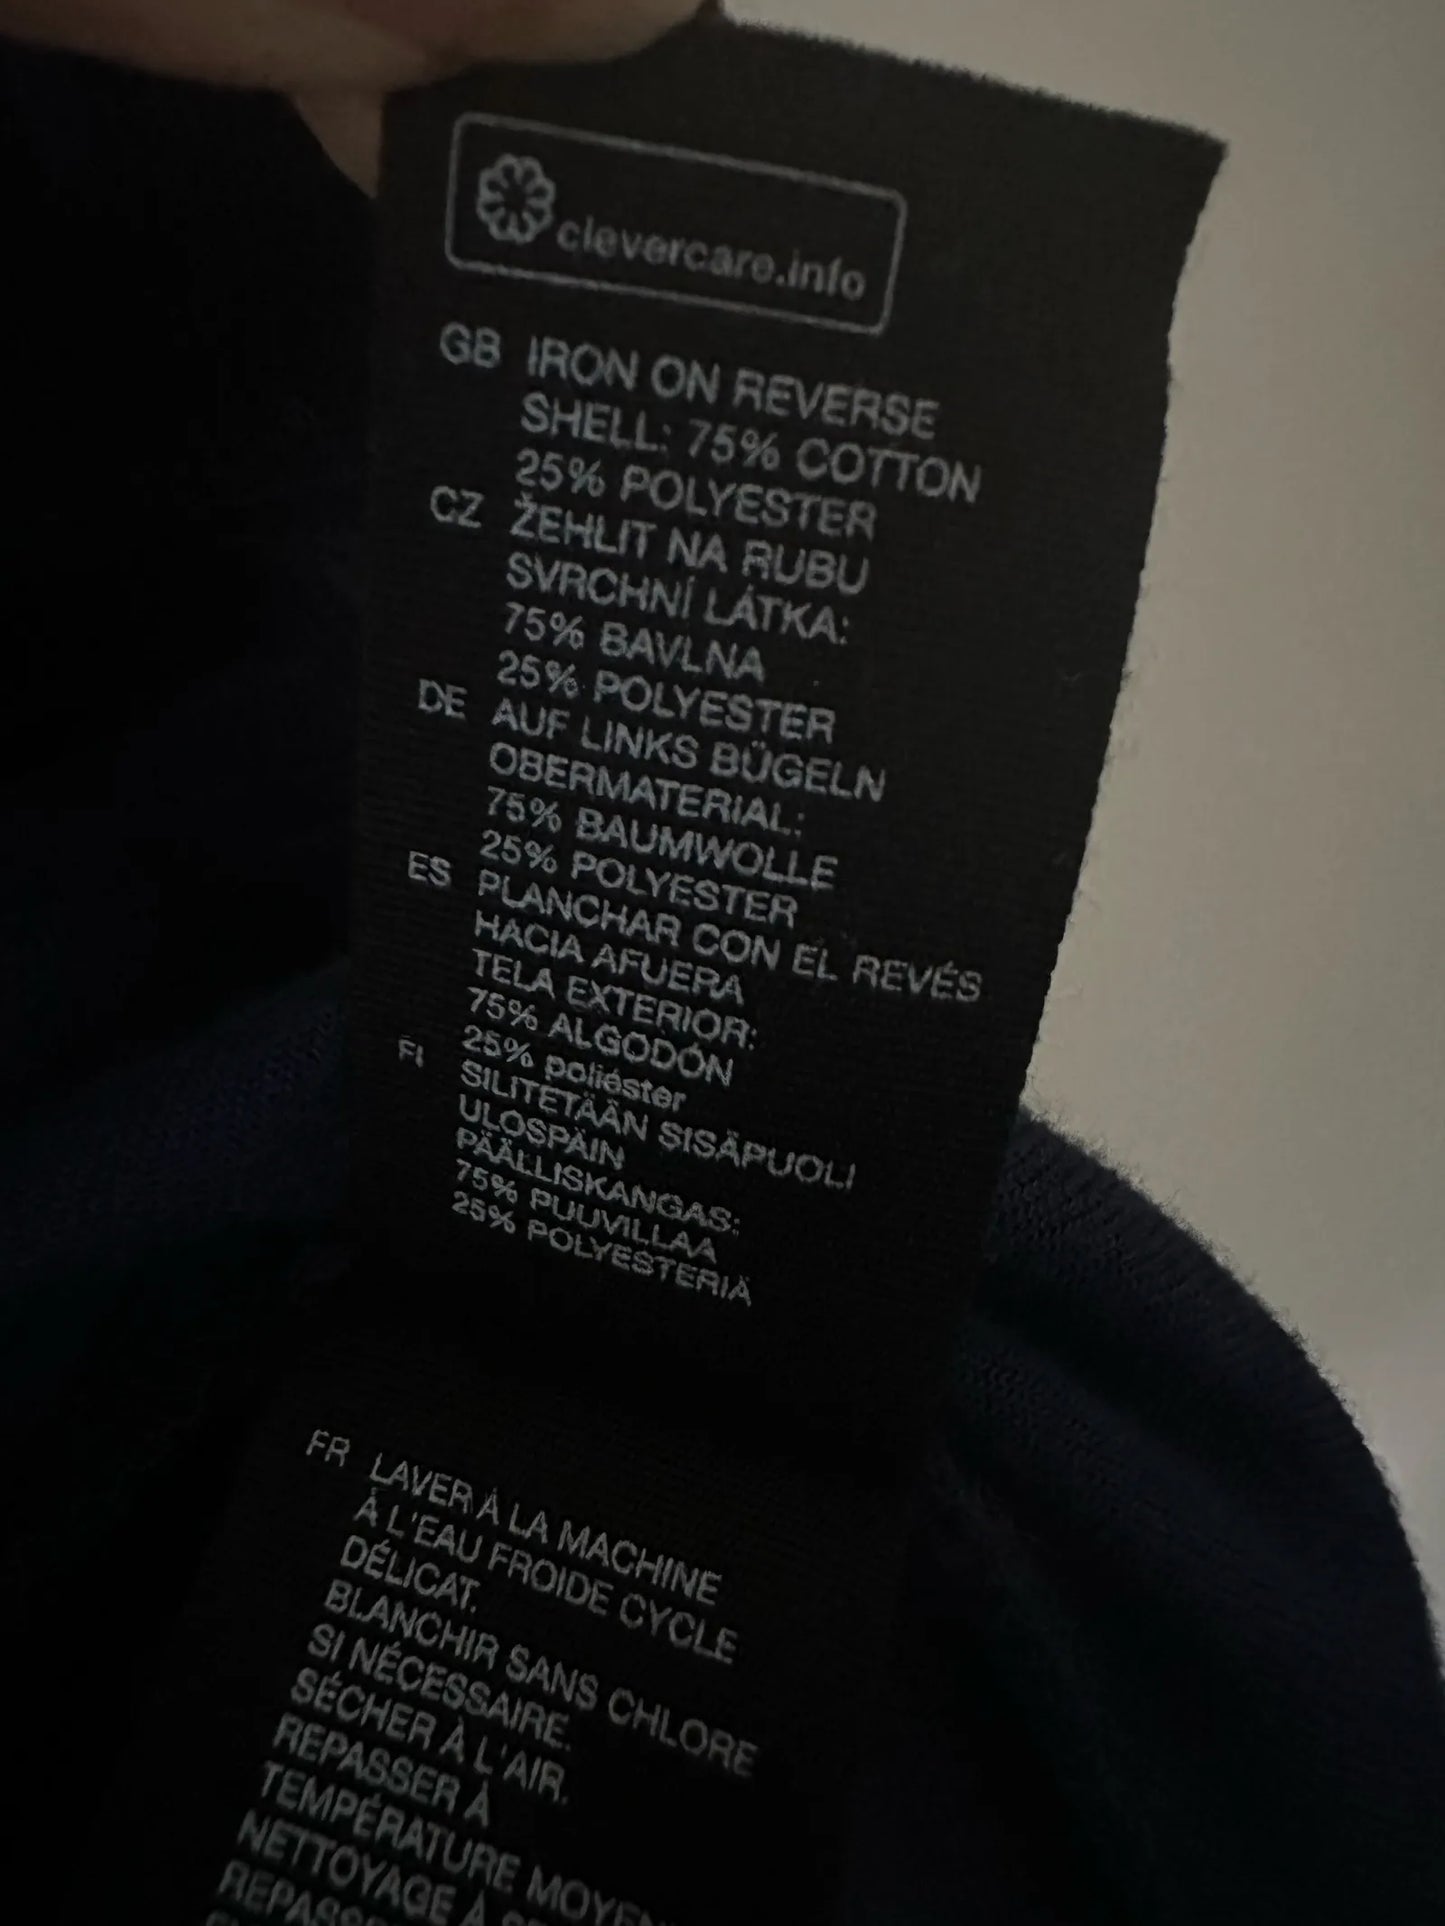 clevercare.info
GB IRON ON REVERSE
SHELL: 75% COTTON
25% POLYESTER
CZ ŽEHLIT NA RUBU
SVRCHNÍ LÁTKA:
75% BAVLNA
25% POLYESTER
DE AUF LINKS BÜGELN
OBERMATERIAL:
75% BAUMWOLLE
25% POLYESTER
ES PLANCHAR CON EL REVÉS
HACIA AFUERA
TELA EXTERIOR:
75% ALGODÓN
25% poliéster
FI SILITETÄÄN SISÄPUOLI
ULOSPÄIN
PÄÄLLISKANGAS:
75% PUUVILLAA
25% POLYESTERIÄ
FR LAVER À LA MACHINE
À L'EAU FROIDE CYCLE
DÉLICAT.
BLANCHIR SANS CHLORE
SI NÉCESSAIRE.
SÉCHER À L'AIR.
REPASSER À
TEMPÉRATURE
NETTOYAGE À